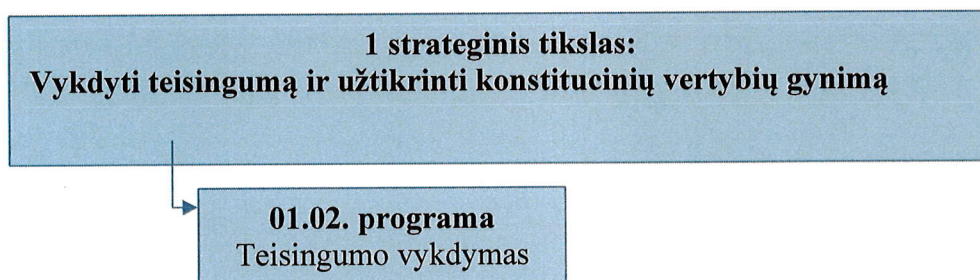 1 strateginis tikslas:
Vykdyti teisingumą ir užtikrinti konstitucinių vertybių gynimą
01.02. programa
Teisingumo vykdymas